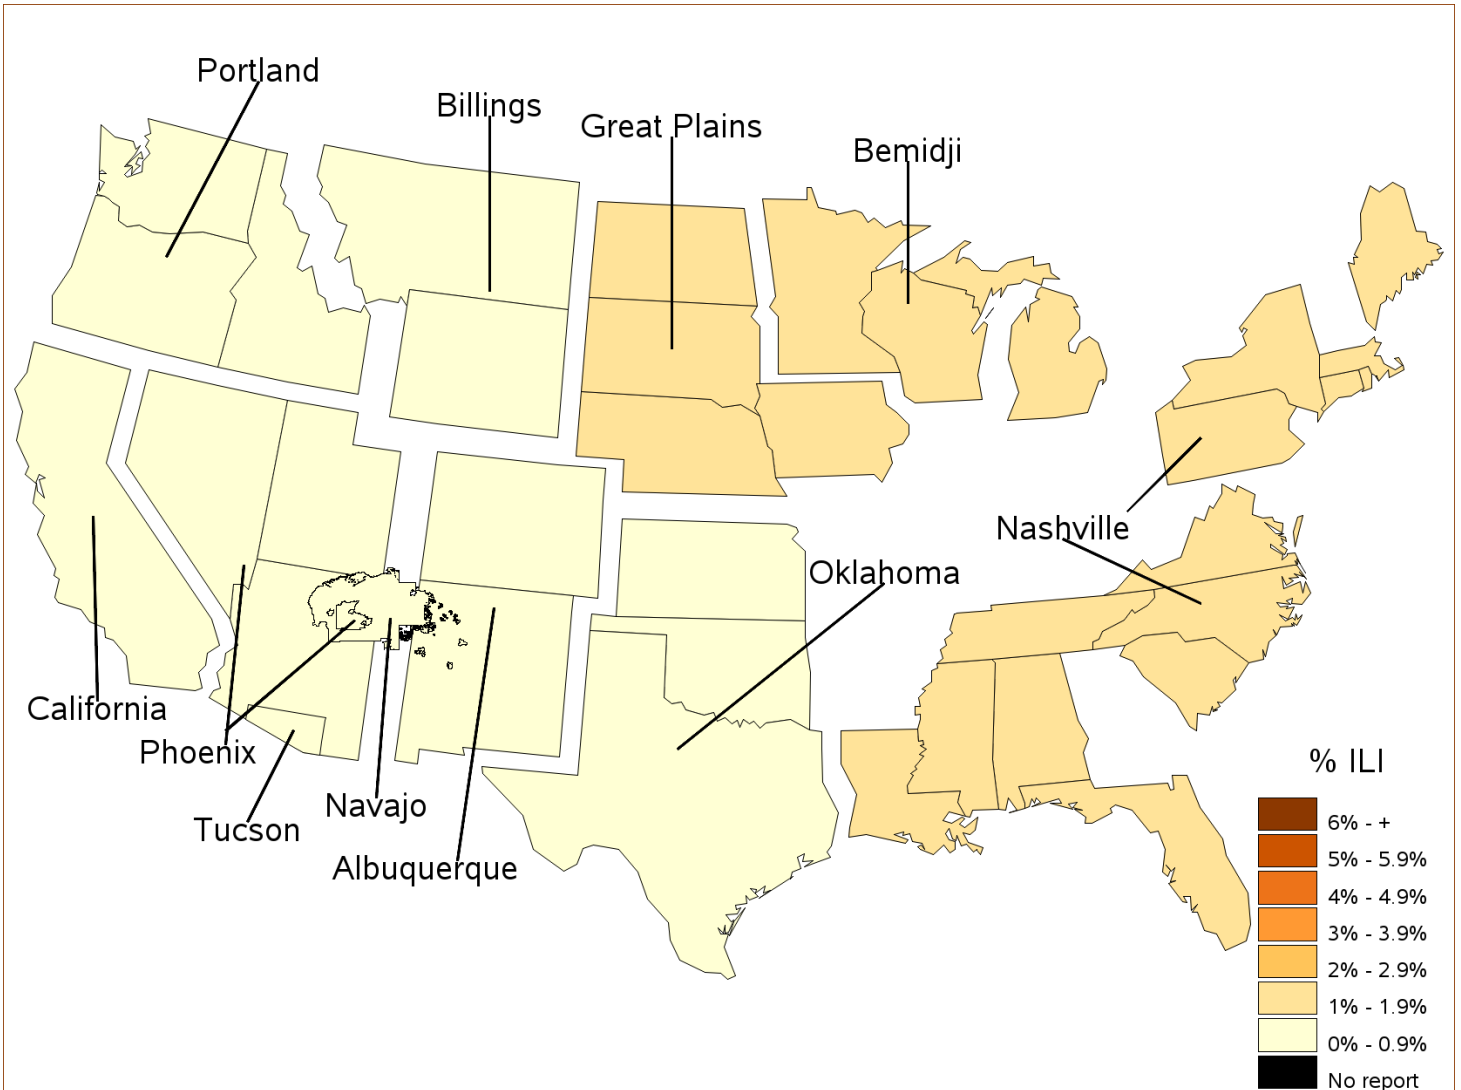 Portland
Billings
Great Plains
Bemidji
Nashville
Oklahoma
California
Phoenix
Navajo
Tucson
Albuquerque
% ILI
6% - +
5% - 5.9%
4% - 4.9%
3% - 3.9%
2% - 2.9%
1% - 1.9%
0% - 0.9%
No report